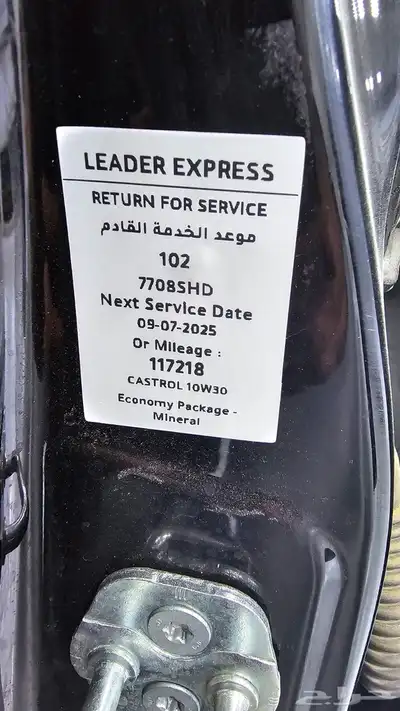 LEADER EXPRESS
RETURN FOR SERVICE
موعد الخدمة القادم
102
7708SHD
Next Service Date
09-07-2025
Or Mileage :
117218
CASTROL 10W30
Economy Package -
Mineral
حراج